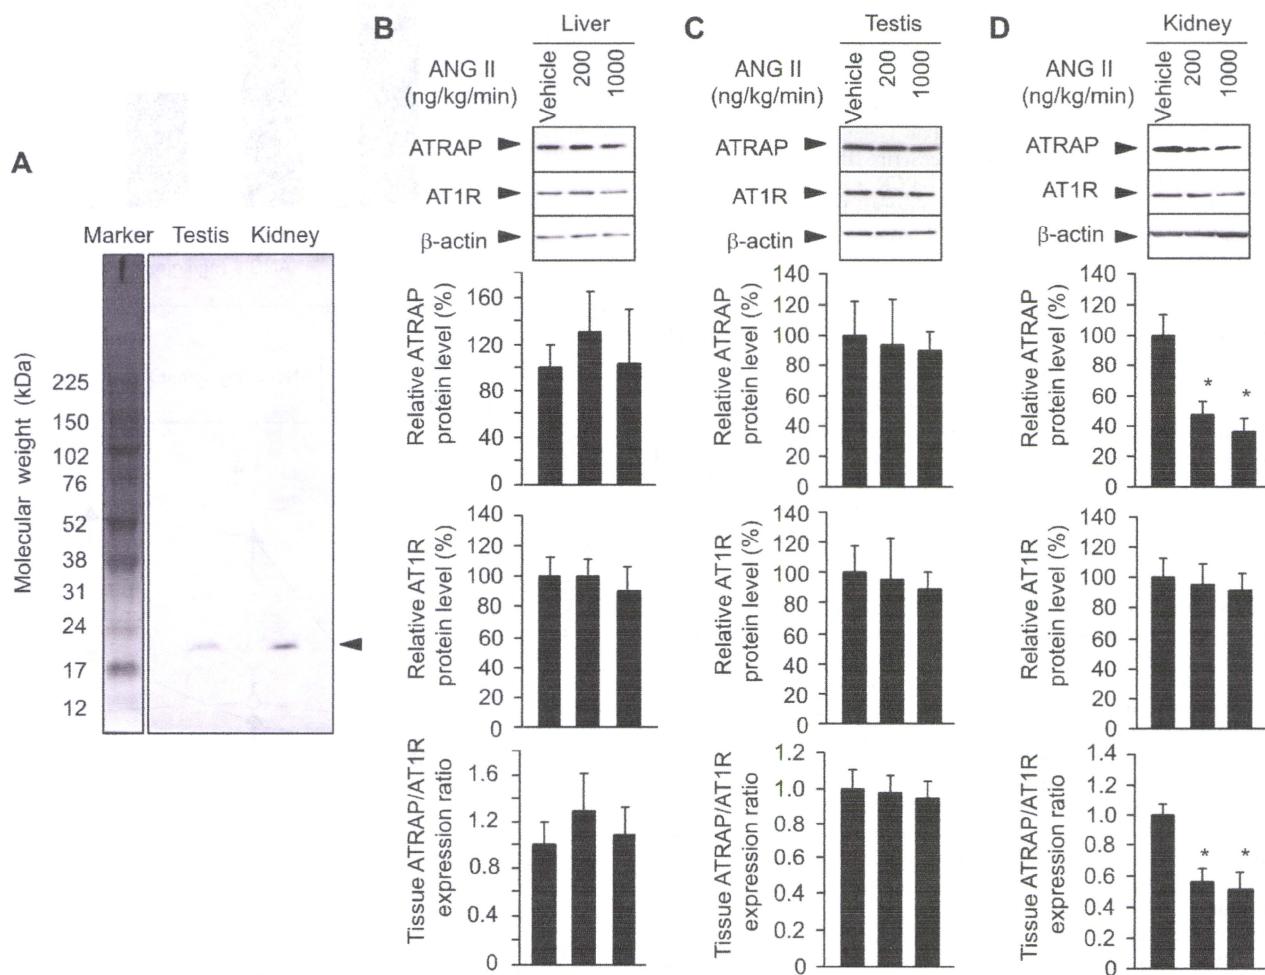 A
Marker Testis Kidney
Molecular weight (kDa)
225
150
102
76
52
38
31
24
17
12
B
Liver
ANG II
(ng/kg/min)
Vehicle
200
1000
ATRAP
AT1R
β-actin
Relative ATRAP
protein level (%)
160
120
80
40
0
Relative AT1R
protein level (%)
140
120
100
80
60
40
20
0
Tissue ATRAP/AT1R
expression ratio
1.6
1.2
0.8
0.4
0
C
Testis
ANG II
(ng/kg/min)
Vehicle
200
1000
ATRAP
AT1R
β-actin
Relative ATRAP
protein level (%)
140
120
100
80
60
40
20
0
Relative AT1R
protein level (%)
140
120
100
80
60
40
20
0
Tissue ATRAP/AT1R
expression ratio
1.2
1.0
0.8
0.6
0.4
0.2
0
D
Kidney
ANG II
(ng/kg/min)
Vehicle
200
1000
ATRAP
AT1R
β-actin
Relative ATRAP
protein level (%)
140
120
100
80
60
40
20
0
*
*
Relative AT1R
protein level (%)
140
120
100
80
60
40
20
0
Tissue ATRAP/AT1R
expression ratio
1.4
1.2
1.0
0.8
0.6
0.4
0.2
0
*
*